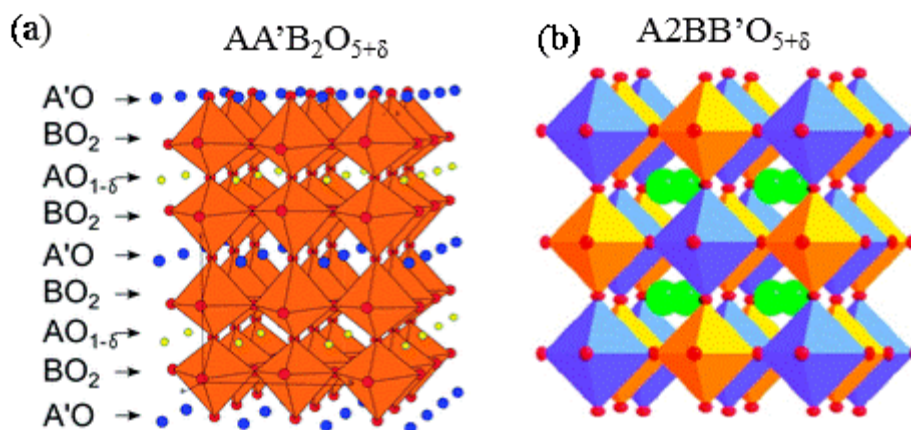 (a) AA’B₂O₅₊δ
A'O
BO₂
AO₁₋δ
BO₂
A'O
BO₂
AO₁₋δ
BO₂
A'O
(b) A2BB’O₅₊δ